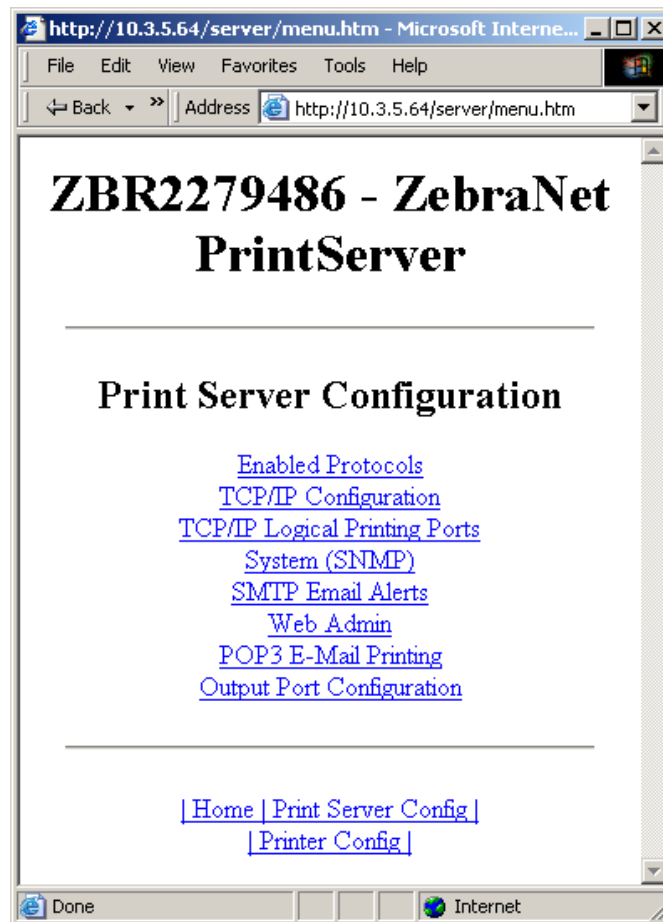 http://10.3.5.64/server/menu.htm - Microsoft Interne...
File Edit View Favorites Tools Help
Back » Address http://10.3.5.64/server/menu.htm
ZBR2279486 - ZebraNet
PrintServer
Print Server Configuration
Enabled Protocols
TCP/IP Configuration
TCP/IP Logical Printing Ports
System (SNMP)
SMTP Email Alerts
Web Admin
POP3 E-Mail Printing
Output Port Configuration
| Home | Print Server Config |
| Printer Config |
Done Internet